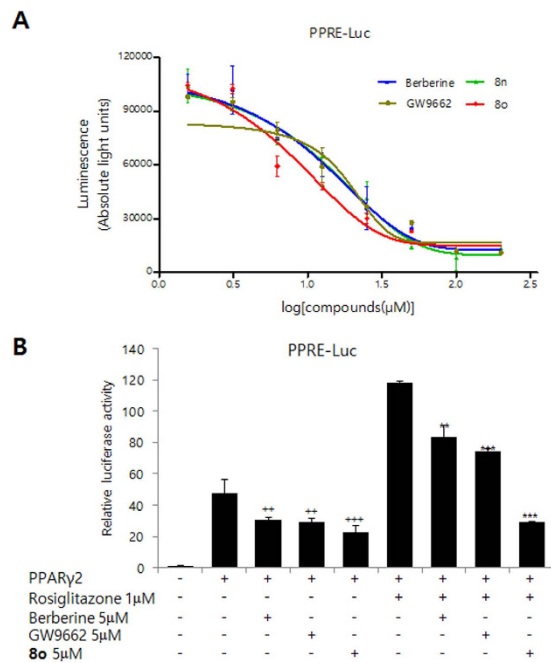 A
PPRE-Luc
Luminescence
(Absolute light units)
120000
90000
60000
30000
0
Berberine
8n
GW9662
8o
0.0 0.5 1.0 1.5 2.0 2.5
log[compounds(μM)]
B
PPRE-Luc
Relative luciferase activity
140
120
100
80
60
40
20
0
++ ++ +++ ** *** ***
PPARγ2 - + + + + + + + +
Rosiglitazone 1μM - - - - - + + + +
Berberine 5μM - - + - - - + - -
GW9662 5μM - - - + - - - + -
8o 5μM - - - - + - - - +